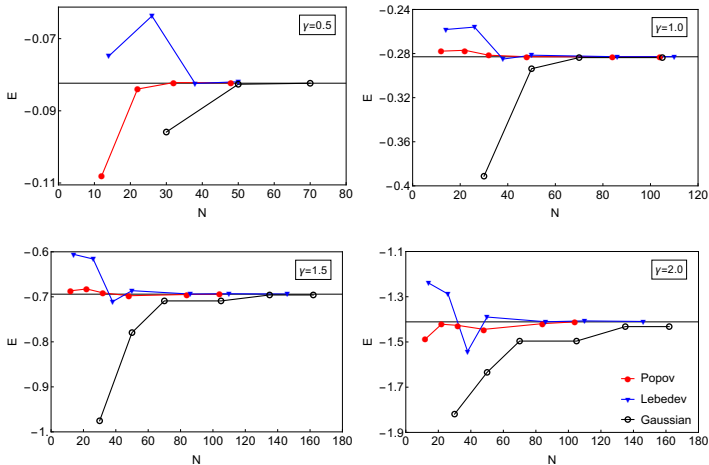 γ=0.5
E
−0.07
−0.09
−0.11
0 10 20 30 40 50 60 70 80
N
γ=1.0
E
−0.2
−0.24
−0.28
−0.32
−0.36
−0.4
0 20 40 60 80 100 120
N
γ=1.5
E
−0.6
−0.7
−0.8
−0.9
−1
0 20 40 60 80 100 120 140 160 180
N
γ=2.0
E
−1.1
−1.3
−1.5
−1.7
−1.9
0 20 40 60 80 100 120 140 160 180
N
Popov
Lebedev
Gaussian